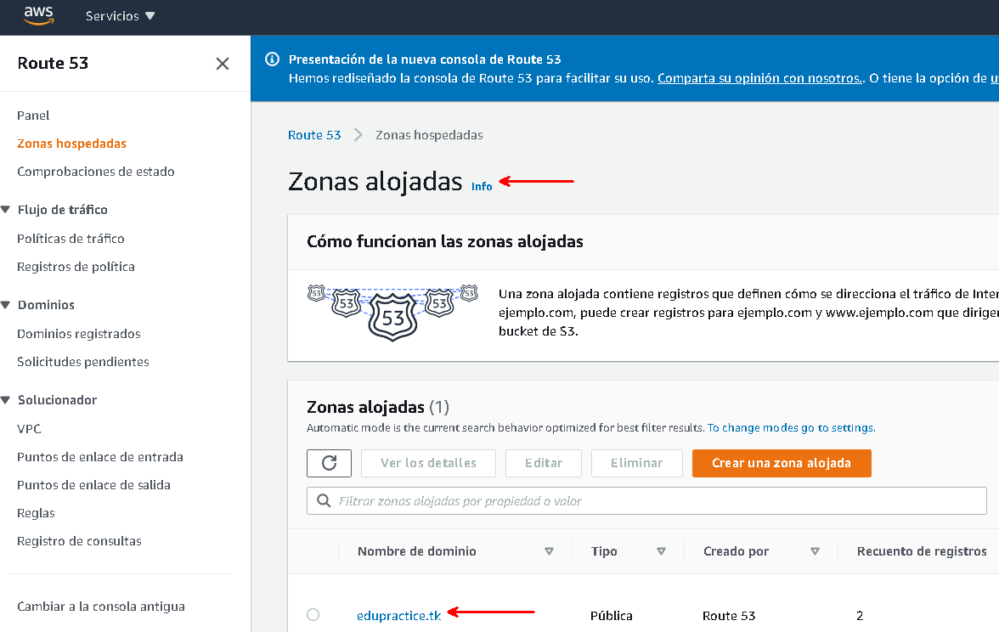 aws
Servicios ▼
Route 53
Presentación de la nueva consola de Route 53
Hemos rediseñado la consola de Route 53 para facilitar su uso. Comparta su opinión con nosotros.. O tiene la opción de
Panel
Zonas hospedadas
Comprobaciones de estado
Flujo de tráfico
Políticas de tráfico
Registros de política
Dominios
Dominios registrados
Solicitudes pendientes
Solucionador
VPC
Puntos de enlace de entrada
Puntos de enlace de salida
Reglas
Registro de consultas
Cambiar a la consola antigua
Route 53 > Zonas hospedadas
Zonas alojadas Info
Cómo funcionan las zonas alojadas
53 53 53 53 53
Una zona alojada contiene registros que definen cómo se direcciona el tráfico de Inter
ejemplo.com, puede crear registros para ejemplo.com y www.ejemplo.com que dirigen
bucket de S3.
Zonas alojadas (1)
Automatic mode is the current search behavior optimized for best filter results. To change modes go to settings.
Ver los detalles Editar Eliminar Crear una zona alojada
Filtrar zonas alojadas por propiedad o valor
Nombre de dominio Tipo Creado por Recuento de registros
edupractice.tk Pública Route 53 2